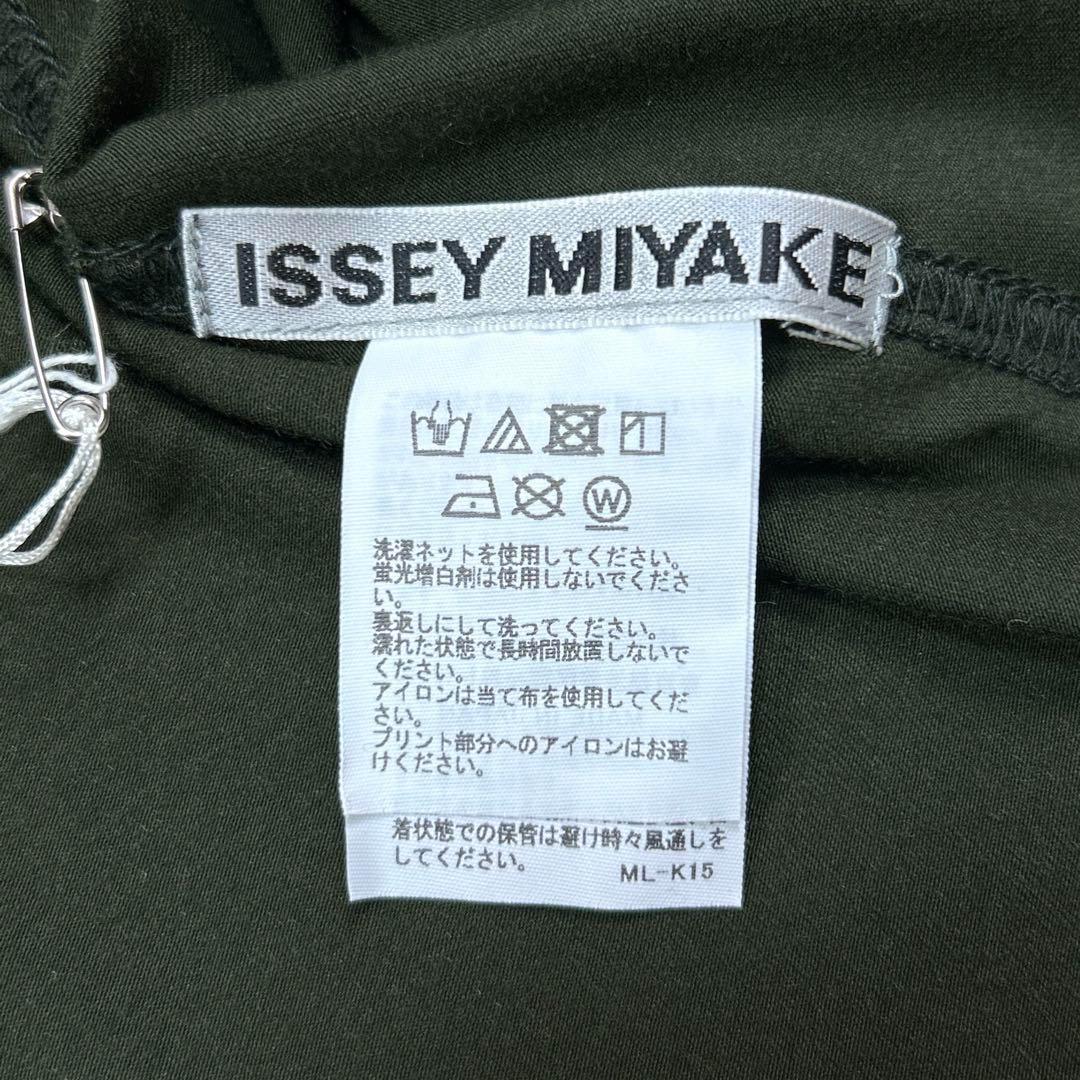 ISSEY MIYAKE
W
洗濯ネットを使用してください。
蛍光増白剤は使用しないでくださ
い。
裏返しにして洗ってください。
濡れた状態で長時間放置しないで
ください。
アイロンは当て布を使用してくだ
さい。
プリント部分へのアイロンはお避
けください。
着状態での保管は避け時々風通しを
してください。
ML-K15